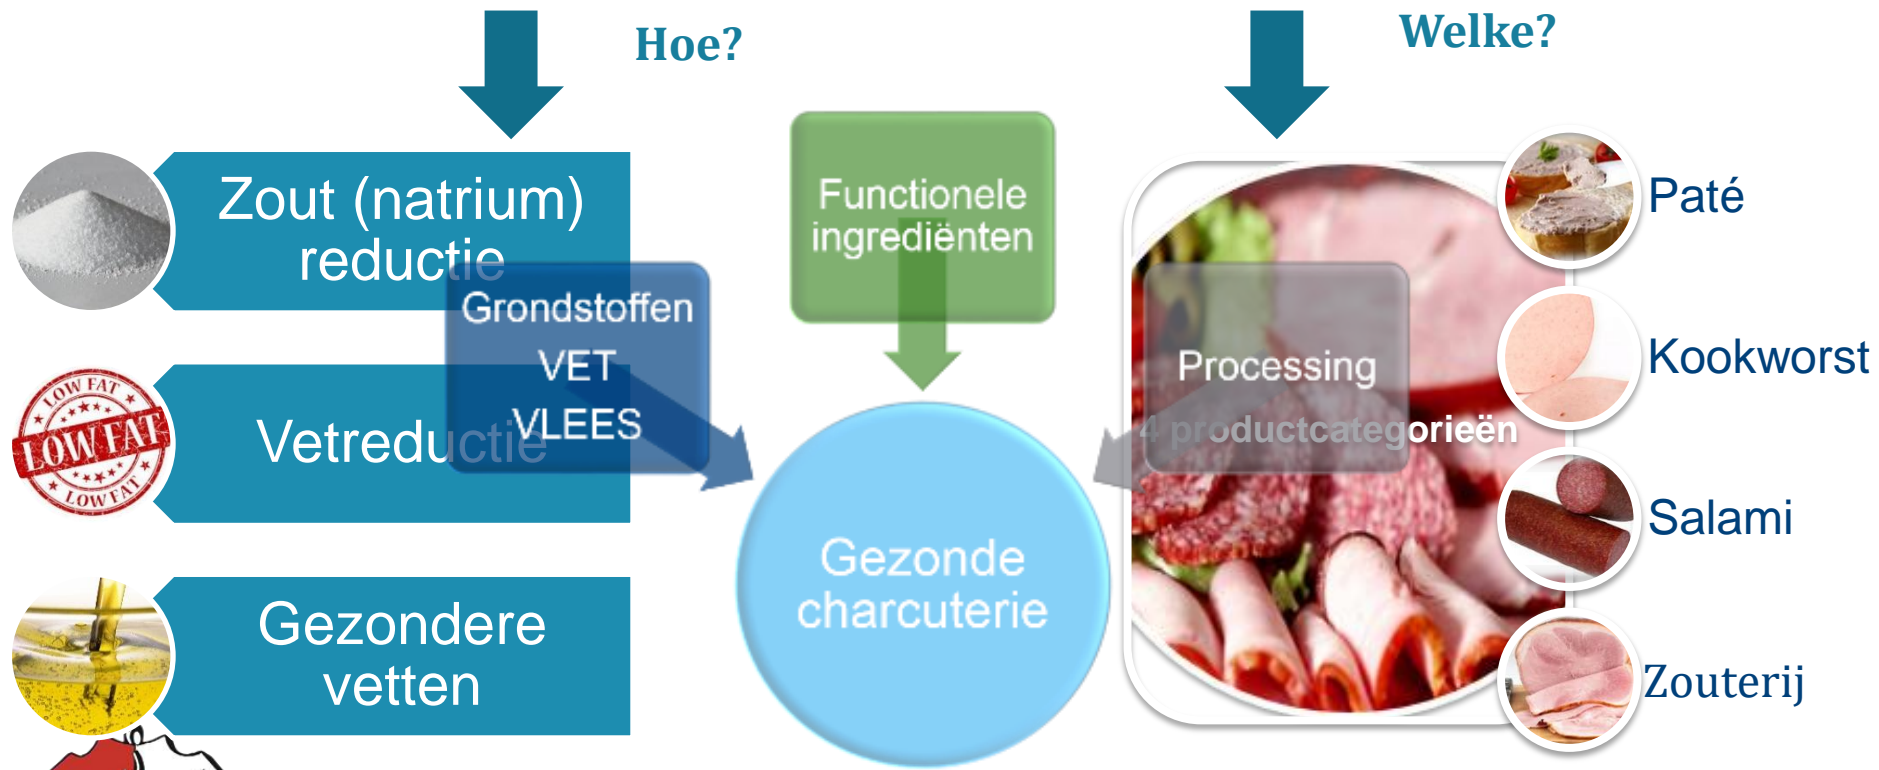 Hoe?
Welke?
Zout (natrium)
reductie
LOW FAT
LOW FAT
LOW FAT
Vetreductie
Gezondere
vetten
Grondstoffen
VET
VLEES
Functionele
ingrediënten
Gezonde
charcuterie
Processing
4 productcategorieën
Paté
Kookworst
Salami
Zouterij